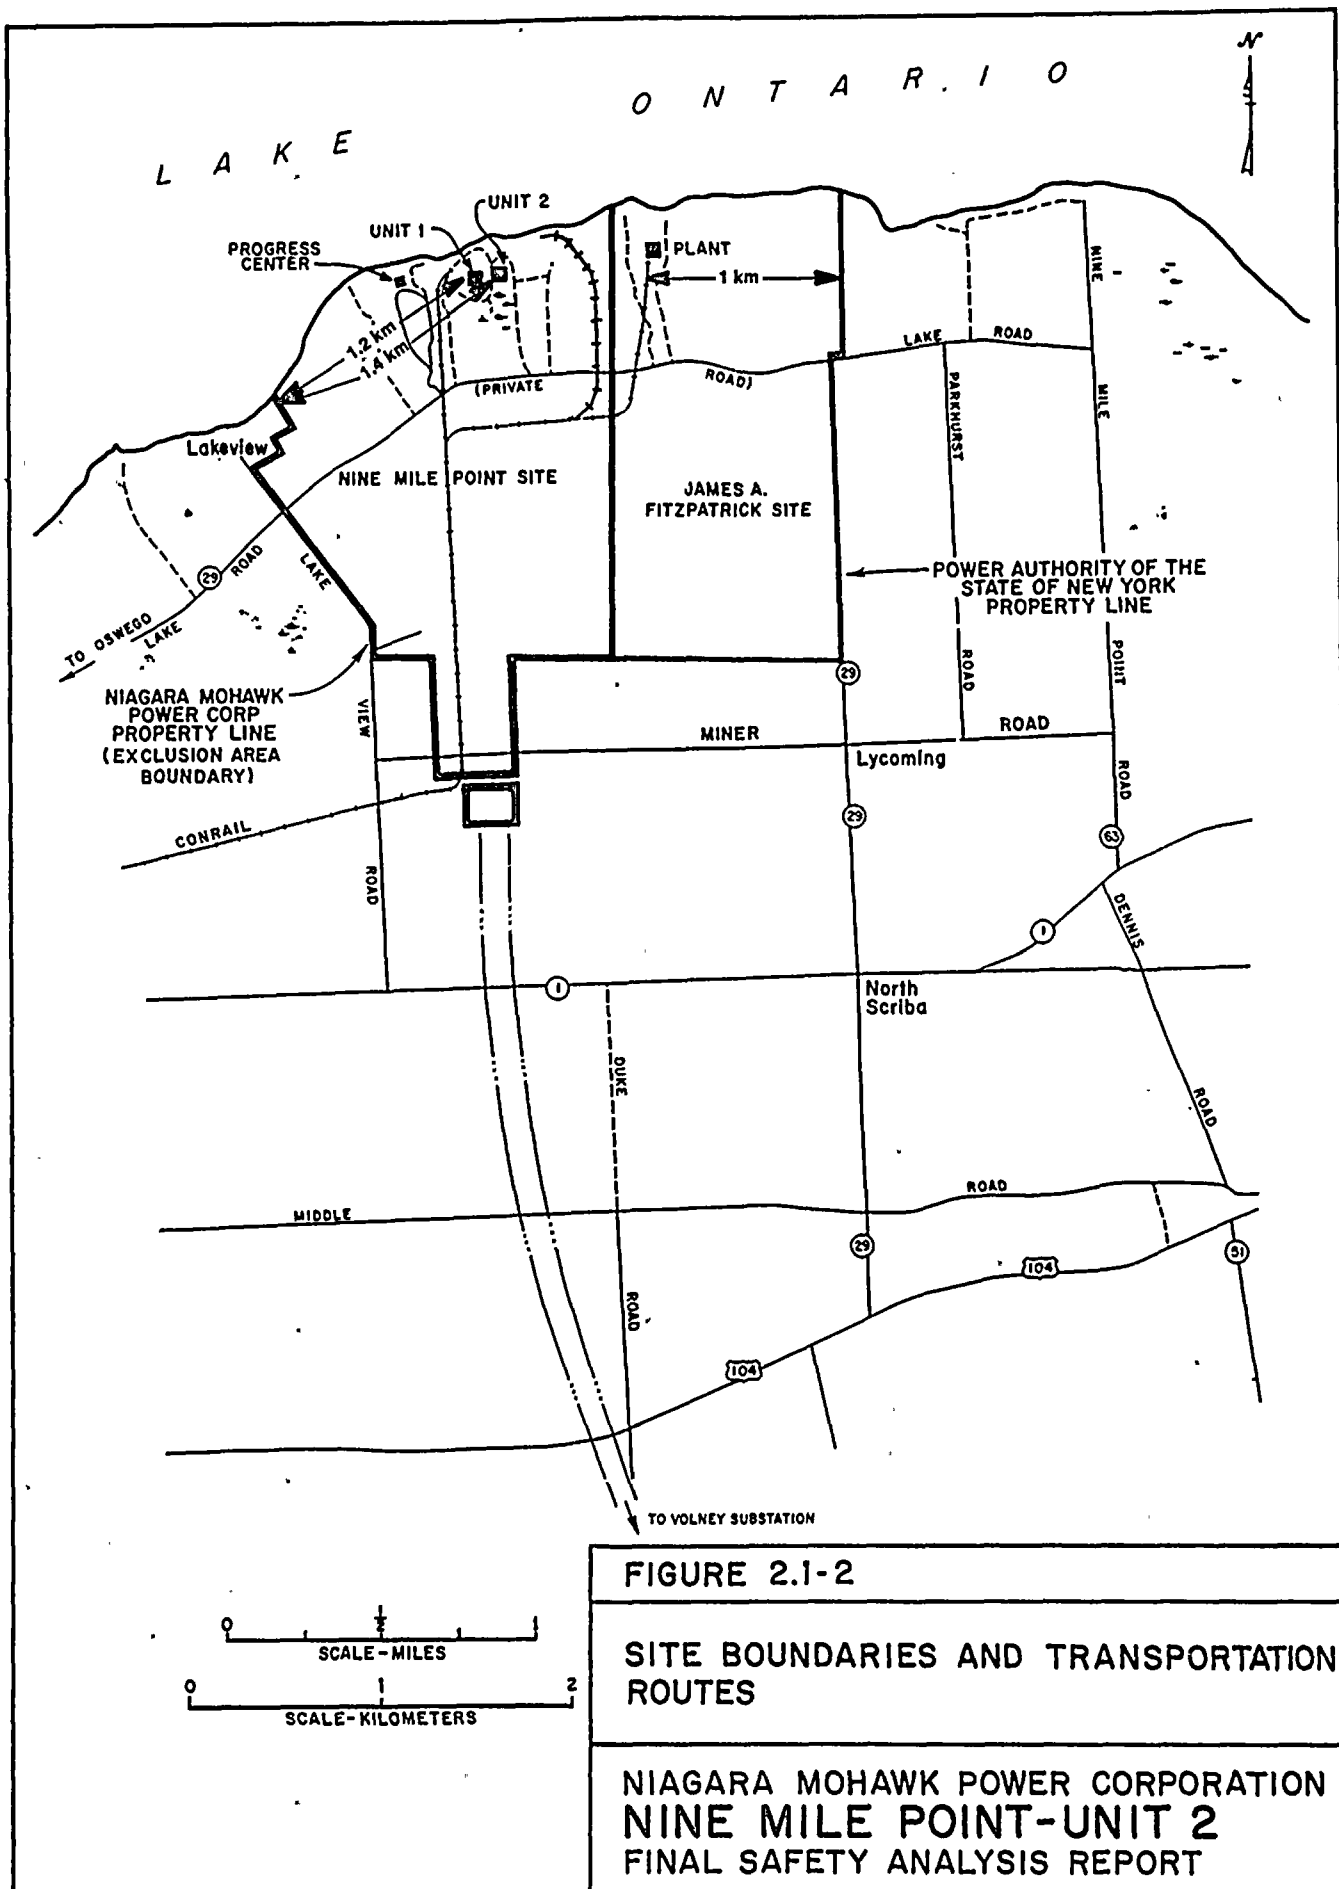 N
LAKE ONTARIO
UNIT 2
UNIT 1
PROGRESS
CENTER
PLANT
1 km
1.2 km
1.4 km
NINE
MILE
POINT
ROAD
LAKE ROAD
(PRIVATE ROAD)
PARKHURST
ROAD
Lakeview
NINE MILE POINT SITE
JAMES A.
FITZPATRICK SITE
29
LAKE ROAD
TO OSWEGO
LAKE
VIEW
ROAD
POWER AUTHORITY OF THE
STATE OF NEW YORK
PROPERTY LINE
NIAGARA MOHAWK
POWER CORP
PROPERTY LINE
(EXCLUSION AREA
BOUNDARY)
29
MINER ROAD
Lycoming
CONRAIL
29
63
DENNIS
ROAD
1
1
North
Scriba
DUKE
ROAD
MIDDLE ROAD
29
104
51
104
TO VOLNEY SUBSTATION
0 1/2 1
SCALE-MILES
0 1 2
SCALE-KILOMETERS
FIGURE 2.1-2
SITE BOUNDARIES AND TRANSPORTATION
ROUTES
NIAGARA MOHAWK POWER CORPORATION
NINE MILE POINT-UNIT 2
FINAL SAFETY ANALYSIS REPORT